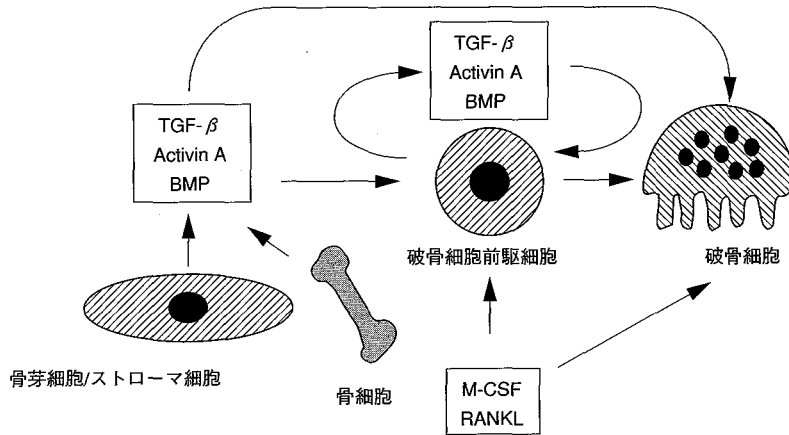 TGF-β
Activin A
BMP
TGF-β
Activin A
BMP
破骨細胞前駆細胞
破骨細胞
骨芽細胞/ストローマ細胞
骨細胞
M-CSF
RANKL